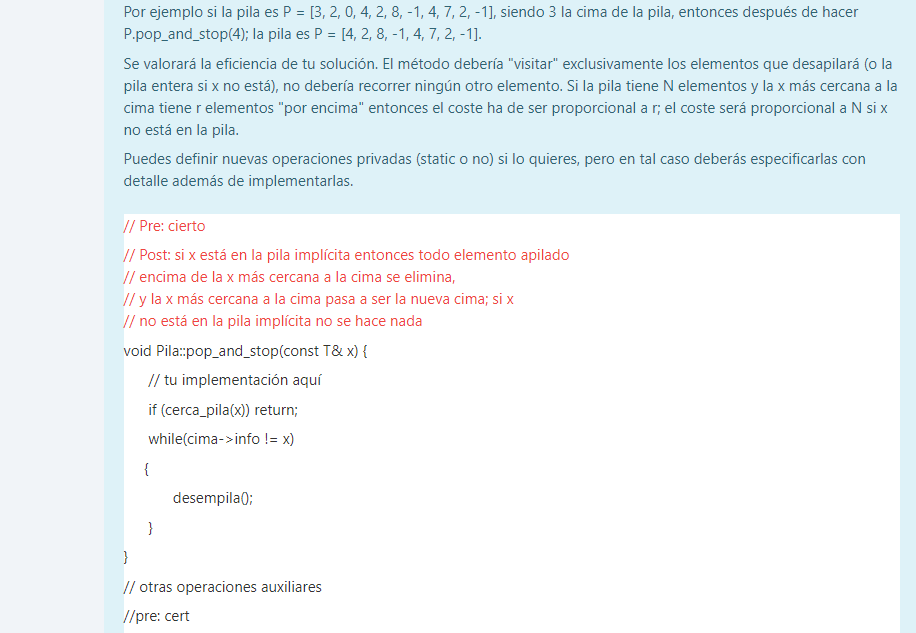 Por ejemplo si la pila es P = [3, 2, 0, 4, 2, 8, -1, 4, 7, 2, -1], siendo 3 la cima de la pila, entonces después de hacer
P.pop_and_stop(4); la pila es P = [4, 2, 8, -1, 4, 7, 2, -1].
Se valorará la eficiencia de tu solución. El método debería "visitar" exclusivamente los elementos que desapilará (o la
pila entera si x no está), no debería recorrer ningún otro elemento. Si la pila tiene N elementos y la x más cercana a la
cima tiene r elementos "por encima" entonces el coste ha de ser proporcional a r; el coste será proporcional a N si x
no está en la pila.
Puedes definir nuevas operaciones privadas (static o no) si lo quieres, pero en tal caso deberás especificarlas con
detalle además de implementarlas.
// Pre: cierto
// Post: si x está en la pila implícita entonces todo elemento apilado
// encima de la x más cercana a la cima se elimina,
// y la x más cercana a la cima pasa a ser la nueva cima; si x
// no está en la pila implícita no se hace nada
void Pila::pop_and_stop(const T& x) {
// tu implementación aquí
if (cerca_pila(x)) return;
while(cima->info != x)
{
desempila();
}
}
// otras operaciones auxiliares
//pre: cert